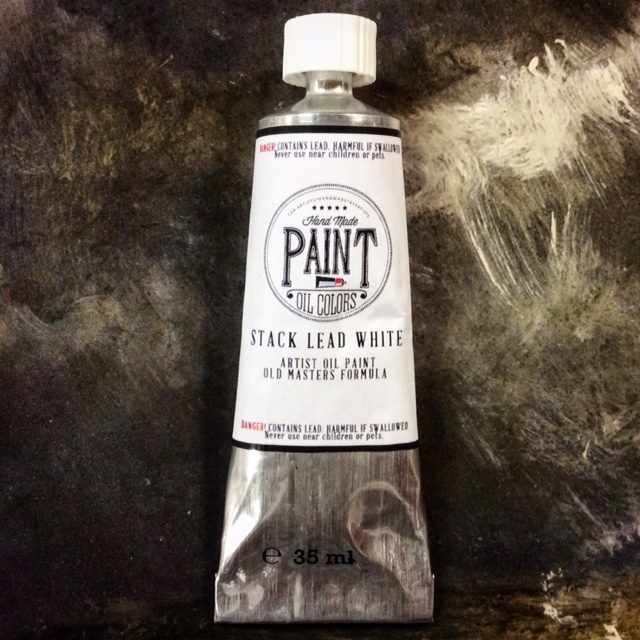 DANGER! CONTAINS LEAD. HARMFUL IF SWALLOWED
Never use near children or pets.
Hand Made
PAINT
OIL COLORS
STACK LEAD WHITE
ARTIST OIL PAINT
OLD MASTERS FORMULA
DANGER! CONTAINS LEAD. HARMFUL IF SWALLOWED
Never use near children or pets.
℮ 35 ml